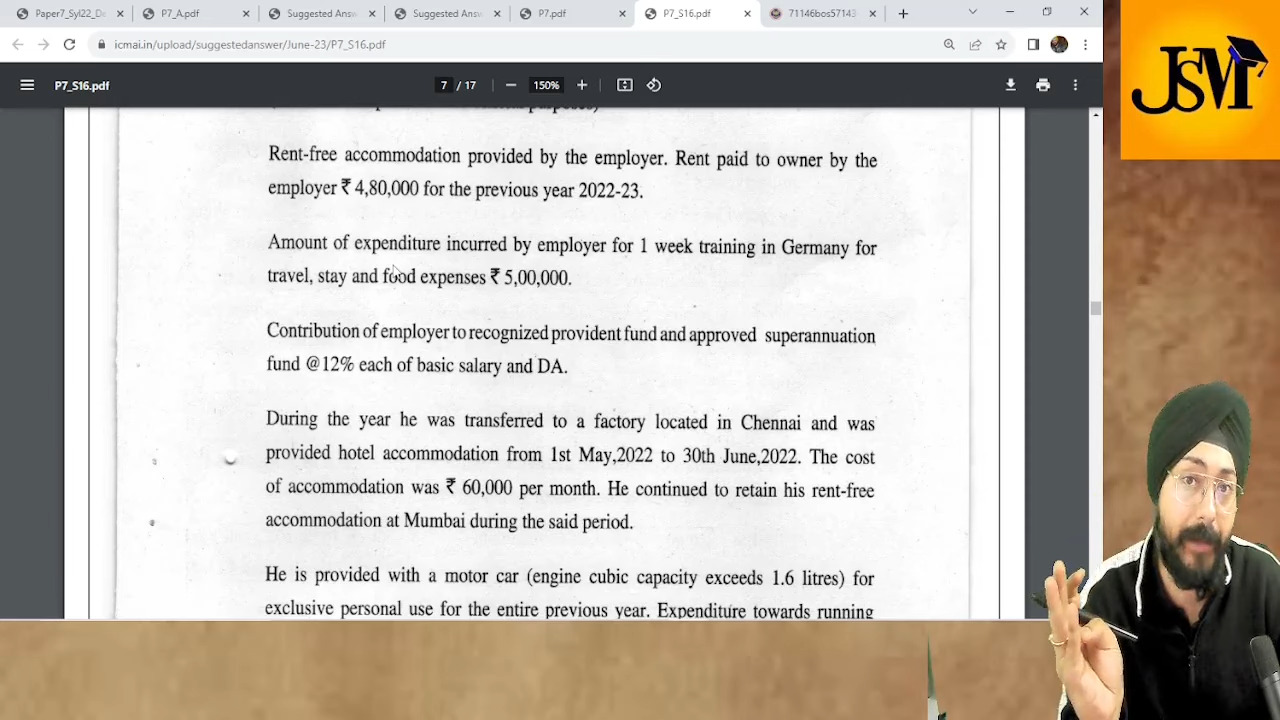 Paper7_Syl22_De
P7_A.pdf
Suggested Answ
Suggested Answ
P7.pdf
P7_S16.pdf
71146bos57143
icmai.in/upload/suggestedanswer/June-23/P7_S16.pdf
P7_S16.pdf
7 / 17
150%
JSM
Rent-free accommodation provided by the employer. Rent paid to owner by the
employer ₹ 4,80,000 for the previous year 2022-23.
Amount of expenditure incurred by employer for 1 week training in Germany for
travel, stay and food expenses ₹ 5,00,000.
Contribution of employer to recognized provident fund and approved superannuation
fund @12% each of basic salary and DA.
During the year he was transferred to a factory located in Chennai and was
provided hotel accommodation from 1st May,2022 to 30th June,2022. The cost
of accommodation was ₹ 60,000 per month. He continued to retain his rent-free
accommodation at Mumbai during the said period.
He is provided with a motor car (engine cubic capacity exceeds 1.6 litres) for
exclusive personal use for the entire previous year. Expenditure towards running